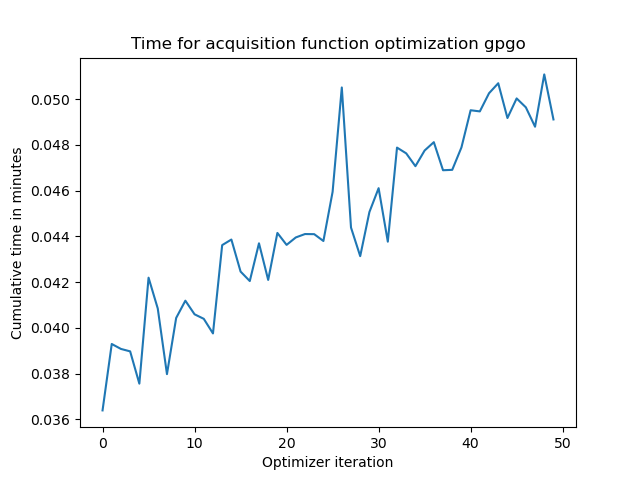 Time for acquisition function optimization gpgo
Cumulative time in minutes
0.050
0.048
0.046
0.044
0.042
0.040
0.038
0.036
0 10 20 30 40 50
Optimizer iteration